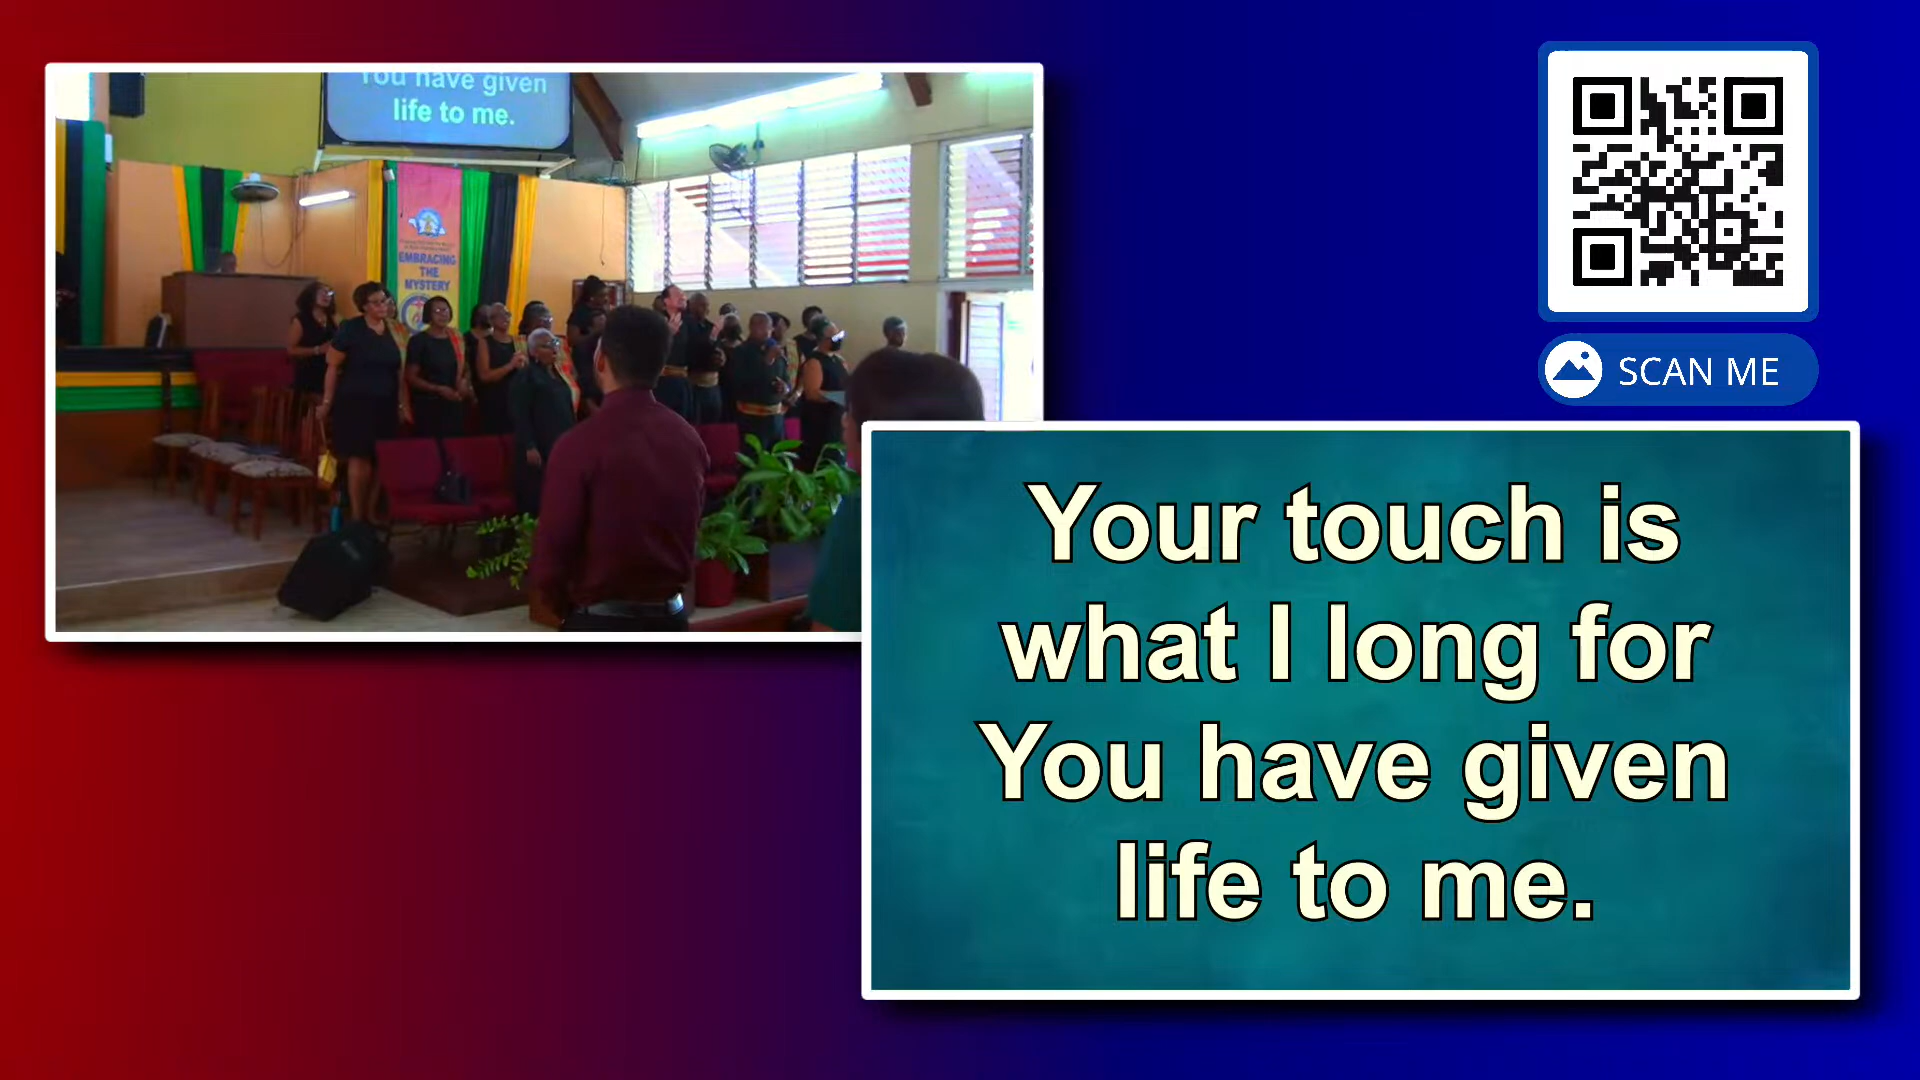 You have given
life to me.
EMBRACING
THE
MYSTERY
SCAN ME
Your touch is
what I long for
You have given
life to me.